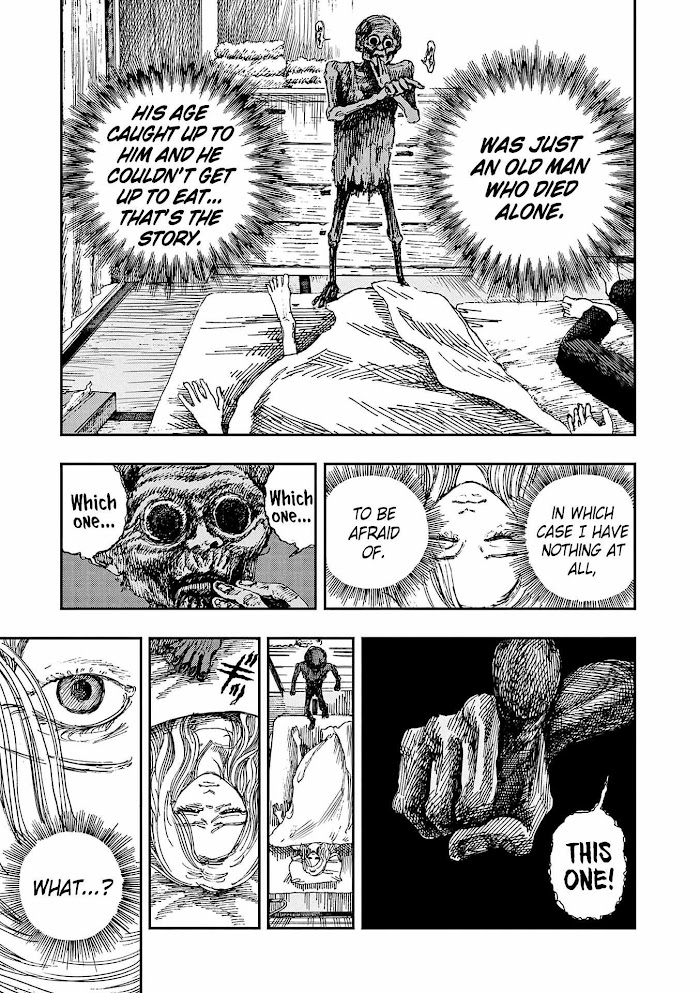 WAS JUST
AN OLD MAN
WHO DIED
ALONE.
HIS AGE
CAUGHT UP TO
HIM AND HE
COULDN'T GET
UP TO EAT...
THAT'S THE
STORY.
IN WHICH
CASE I HAVE
NOTHING AT
ALL,
TO BE
AFRAID
OF.
Which
one...
Which
one...
THIS
ONE!
WHAT...?